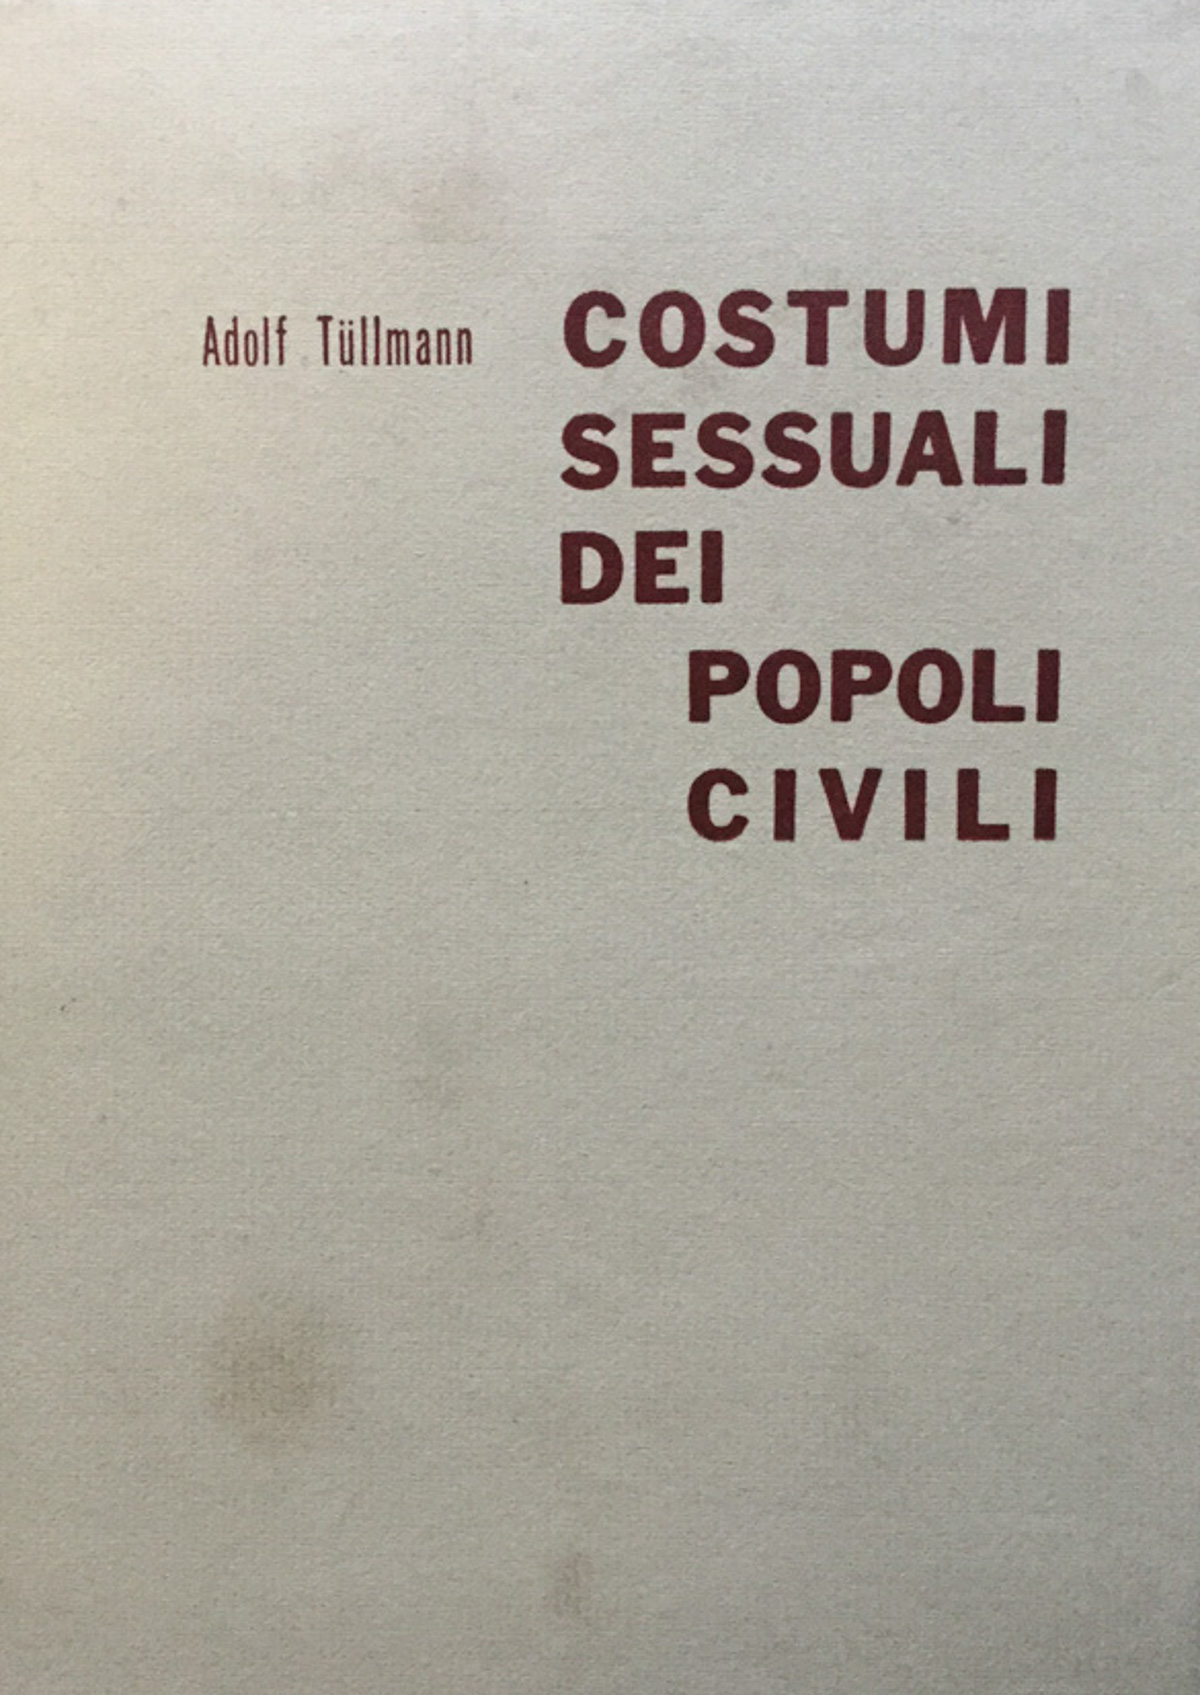 Adolf Tüllmann
COSTUMI
SESSUALI
DEI
POPOLI
CIVILI